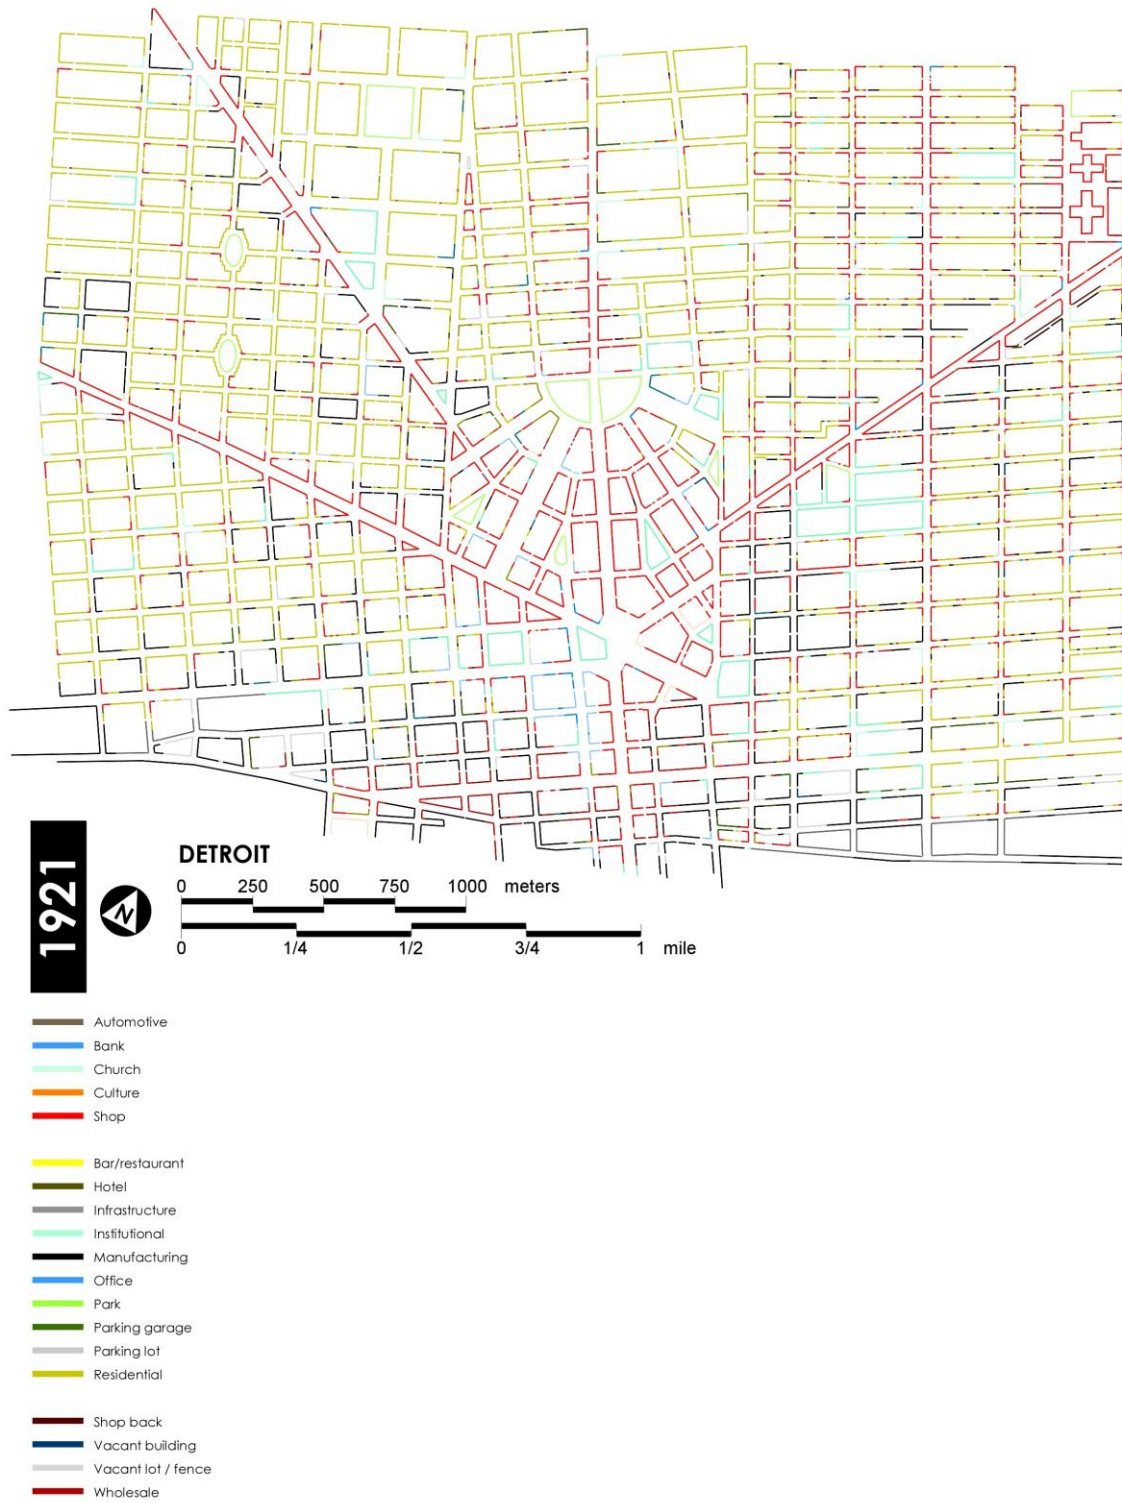 1921
N
DETROIT
0 250 500 750 1000 meters
0 1/4 1/2 3/4 1 mile
Automotive
Bank
Church
Culture
Shop
Bar/restaurant
Hotel
Infrastructure
Institutional
Manufacturing
Office
Park
Parking garage
Parking lot
Residential
Shop back
Vacant building
Vacant lot / fence
Wholesale